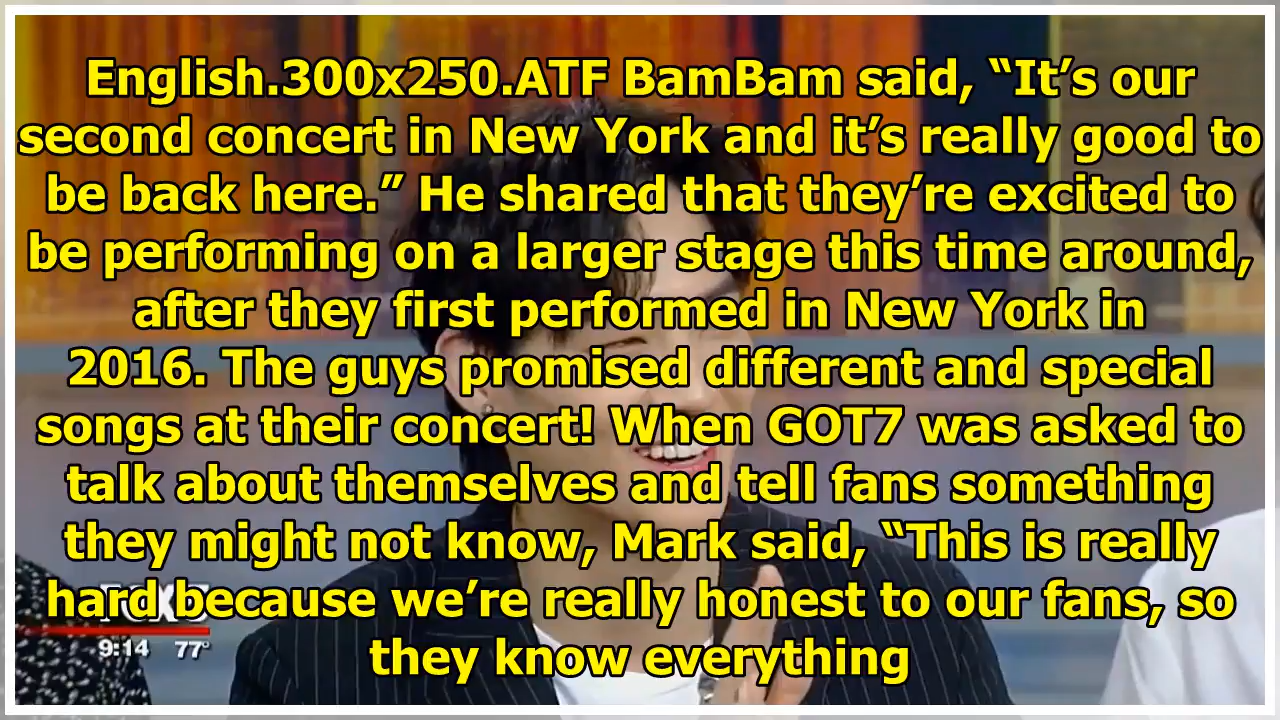 English.300x250.ATF BamBam said, “It’s our
second concert in New York and it’s really good to
be back here.” He shared that they’re excited to
be performing on a larger stage this time around,
after they first performed in New York in
2016. The guys promised different and special
songs at their concert! When GOT7 was asked to
talk about themselves and tell fans something
they might not know, Mark said, “This is really
hard because we’re really honest to our fans, so
they know everything
9:14 77°